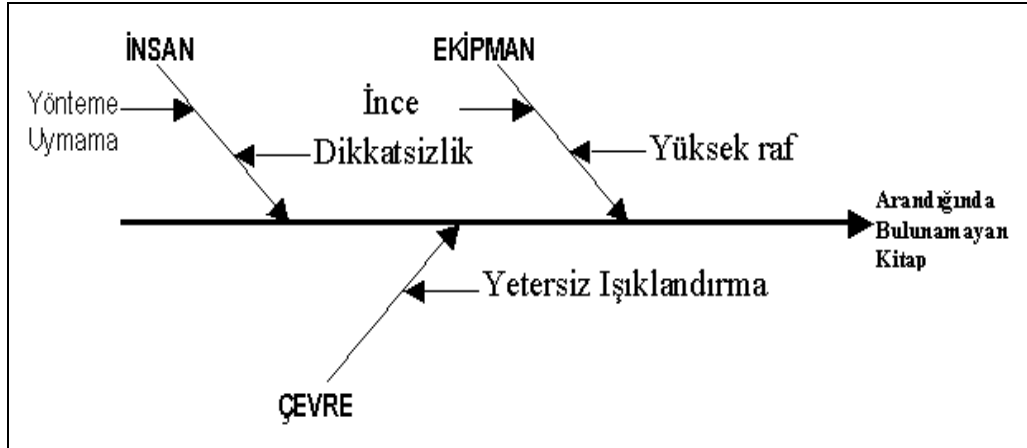 İNSAN
EKİPMAN
Yönteme
Uymama
İnce
Dikkatsizlik
Yüksek raf
Arandığında
Bulunamayan
Kitap
Yetersiz Işıklandırma
ÇEVRE